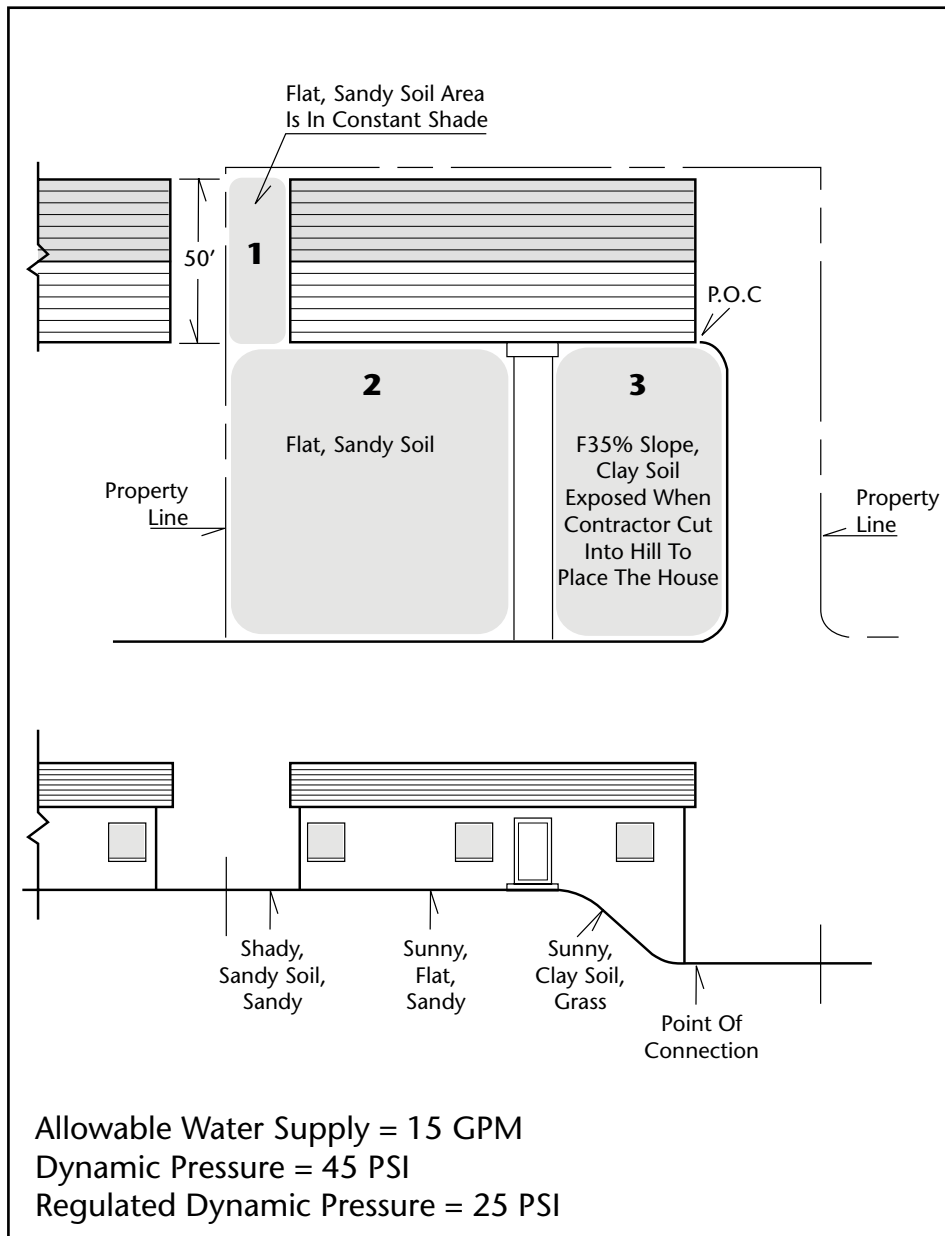 Flat, Sandy Soil Area
Is In Constant Shade
1
50’
P.O.C
2
Flat, Sandy Soil
3
F35% Slope,
Clay Soil
Exposed When
Contractor Cut
Into Hill To
Place The House
Property
Line
Property
Line
Shady,
Sandy Soil,
Sandy
Sunny,
Flat,
Sandy
Sunny,
Clay Soil,
Grass
Point Of
Connection
Allowable Water Supply = 15 GPM
Dynamic Pressure = 45 PSI
Regulated Dynamic Pressure = 25 PSI